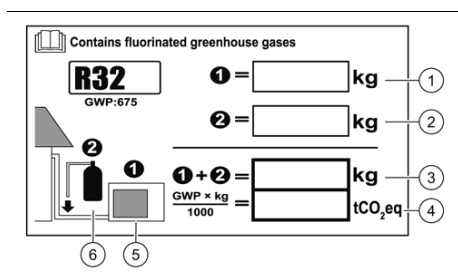 Contains fluorinated greenhouse gases
R32
GWP:675
❶ = kg
❷ = kg
❶+❷ = kg
GWP × kg
1000
= tCO₂eq
❷
❶
1
2
3
4
5
6